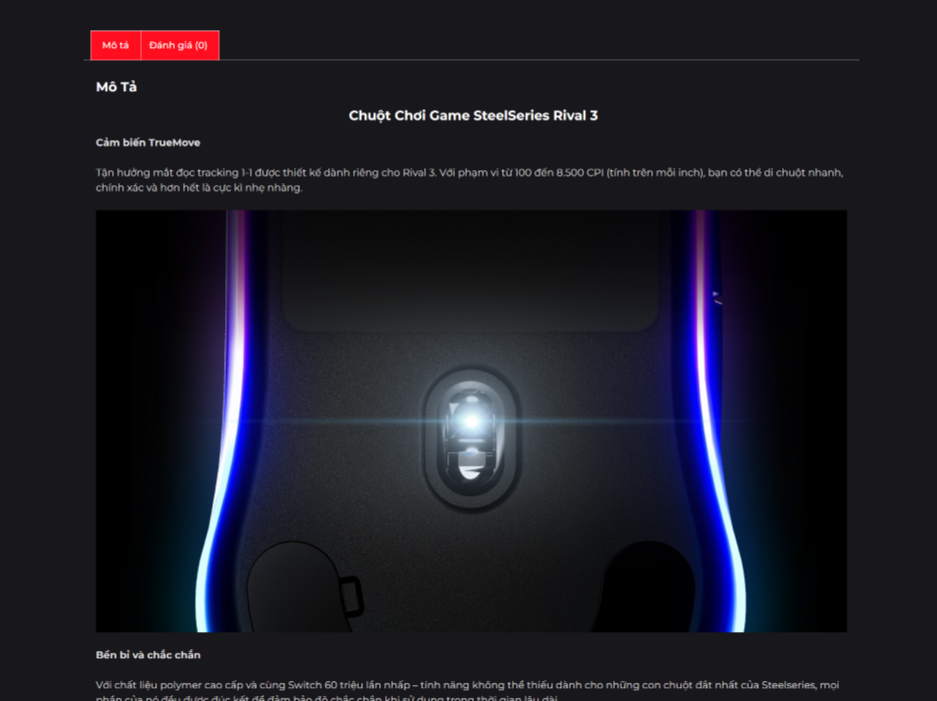 Mô tả
Đánh giá (0)
Mô Tả
Chuột Chơi Game SteelSeries Rival 3
Cảm biến TrueMove
Tận hưởng mắt đọc tracking 1-1 được thiết kế dành riêng cho Rival 3. Với phạm vi từ 100 đến 8.500 CPI (tính trên mỗi inch), bạn có thể di chuột nhanh,
chính xác và hơn hết là cực kì nhẹ nhàng.
Bền bỉ và chắc chắn
Với chất liệu polymer cao cấp và cùng Switch 60 triệu lần nhấp – tính năng không thể thiếu dành cho những con chuột đắt nhất của Steelseries, mọi
phần của nó đều được đúc kết để đảm bảo độ chắc chắn khi sử dụng trong thời gian lâu dài.